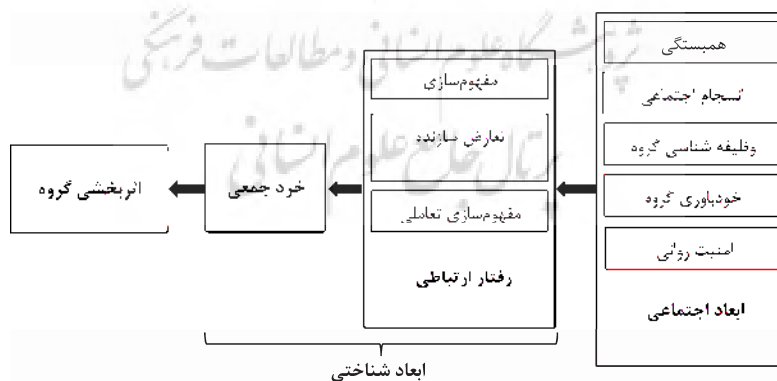 همبستگی
انسجام اجتماعی
وظیفه شناسی گروه
خودباوری گروه
امنیت روانی
ابعاد اجتماعی
مفهوم‌سازی
تعارض سازنده
مفهوم‌سازی تعاملی
رفتار ارتباطی
خرد جمعی
اثربخشی گروه
ابعاد شناختی
پژوهشگاه علوم انسانی و مطالعات فرهنگی
پرتال جامع علوم انسانی